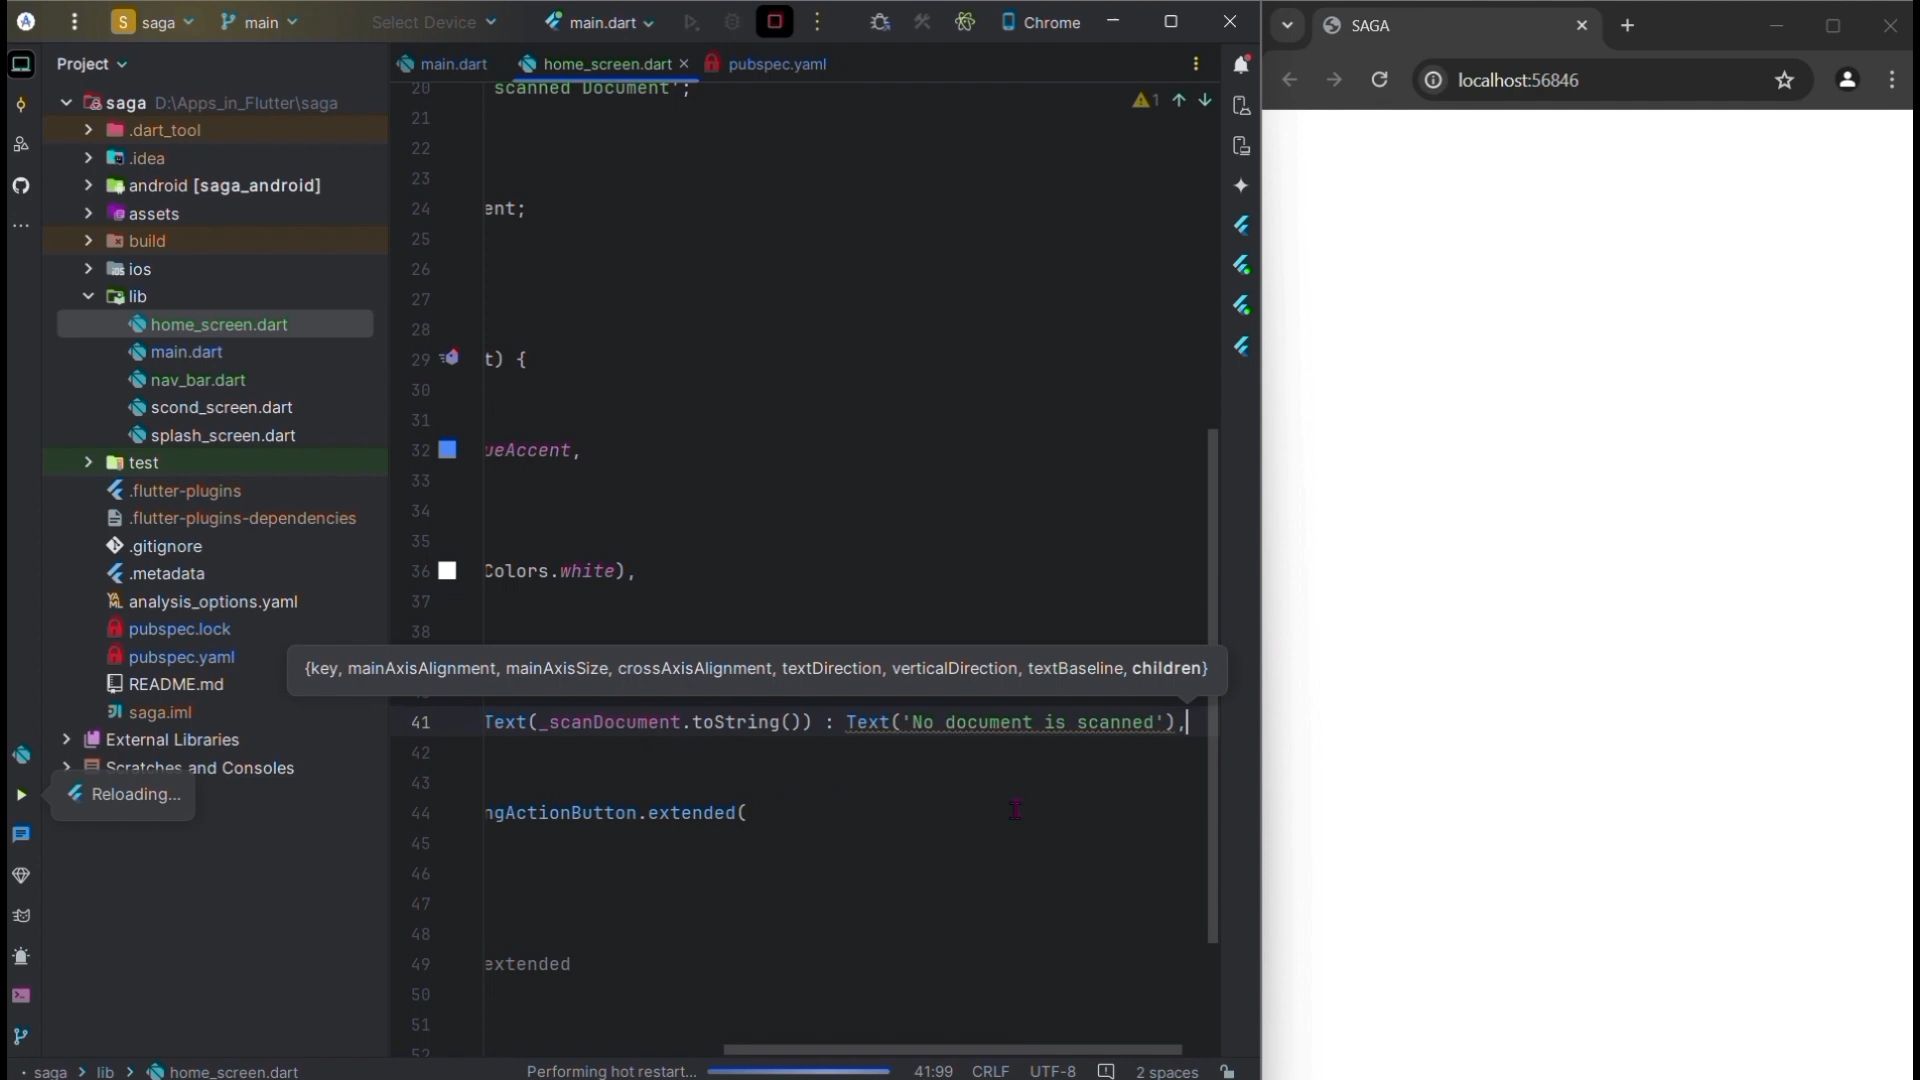 S saga main Select Device main.dart Chrome
SAGA
localhost:56846
Project
main.dart home_screen.dart pubspec.yaml
saga D:\Apps_in_Flutter\saga
.dart_tool
.idea
android [saga_android]
assets
build
ios
lib
home_screen.dart
main.dart
nav_bar.dart
scond_screen.dart
splash_screen.dart
test
.flutter-plugins
.flutter-plugins-dependencies
.gitignore
.metadata
analysis_options.yaml
pubspec.lock
pubspec.yaml
README.md
saga.iml
External Libraries
Scratches and Consoles
Reloading...
20 scanned Document';
1
21
22
23
24 ent;
25
26
27
28
29 t) {
30
31
32 ueAccent,
33
34
35
36 Colors.white),
37
38
{key, mainAxisAlignment, mainAxisSize, crossAxisAlignment, textDirection, verticalDirection, textBaseline, children}
41 Text(_scanDocument.toString()) : Text('No document is scanned'),
42
43
44 ngActionButton.extended(
45
46
47
48
49 extended
50
51
52
saga > lib > home_screen.dart Performing hot restart... 41:99 CRLF UTF-8 2 spaces